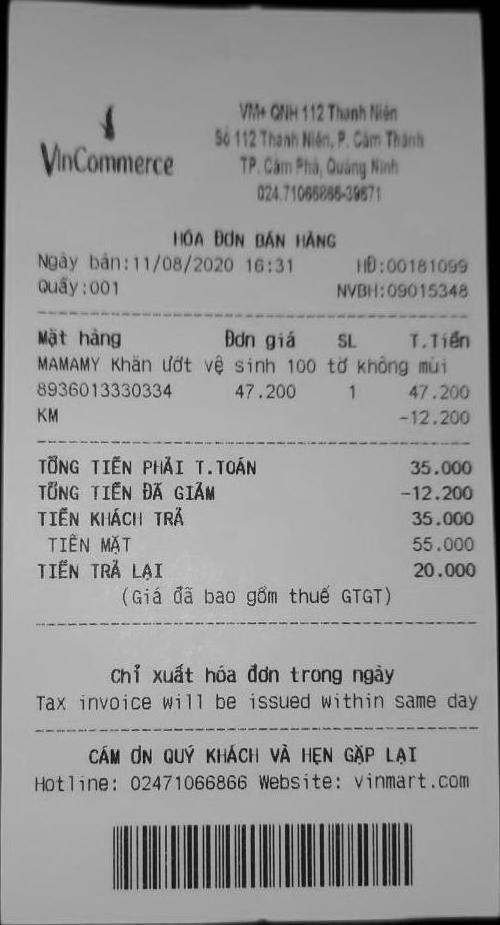 VinCommerce
VM+ QNH 112 Thanh Niên
Số 112 Thanh Niên, P. Cẩm Thành
TP. Cẩm Phả, Quảng Ninh
024.71066866-39671
HÓA ĐƠN BÁN HÀNG
Ngày bán:11/08/2020 16:31 HĐ:00181099
Quầy:001 NVBH:09015348
Mặt hàng Đơn giá SL T.Tiền
MAMAMY Khăn ướt vệ sinh 100 tờ không mùi
8936013330334 47.200 1 47.200
KM -12.200
TỔNG TIỀN PHẢI T.TOÁN 35.000
TỔNG TIỀN ĐÃ GIẢM -12.200
TIỀN KHÁCH TRẢ 35.000
TIỀN MẶT 55.000
TIỀN TRẢ LẠI 20.000
(Giá đã bao gồm thuế GTGT)
Chỉ xuất hóa đơn trong ngày
Tax invoice will be issued within same day
CÁM ƠN QUÝ KHÁCH VÀ HẸN GẶP LẠI
Hotline: 02471066866 Website: vinmart.com